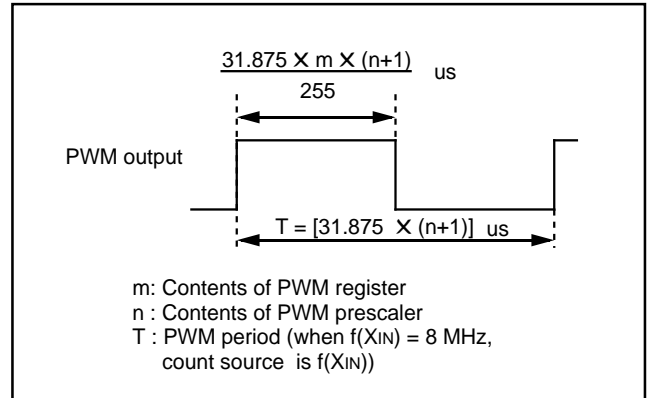 31.875 X m X (n+1)
us
255
PWM output
T = [31.875 X (n+1)] us
m: Contents of PWM register
n : Contents of PWM prescaler
T : PWM period (when f(XIN) = 8 MHz,
count source is f(XIN))